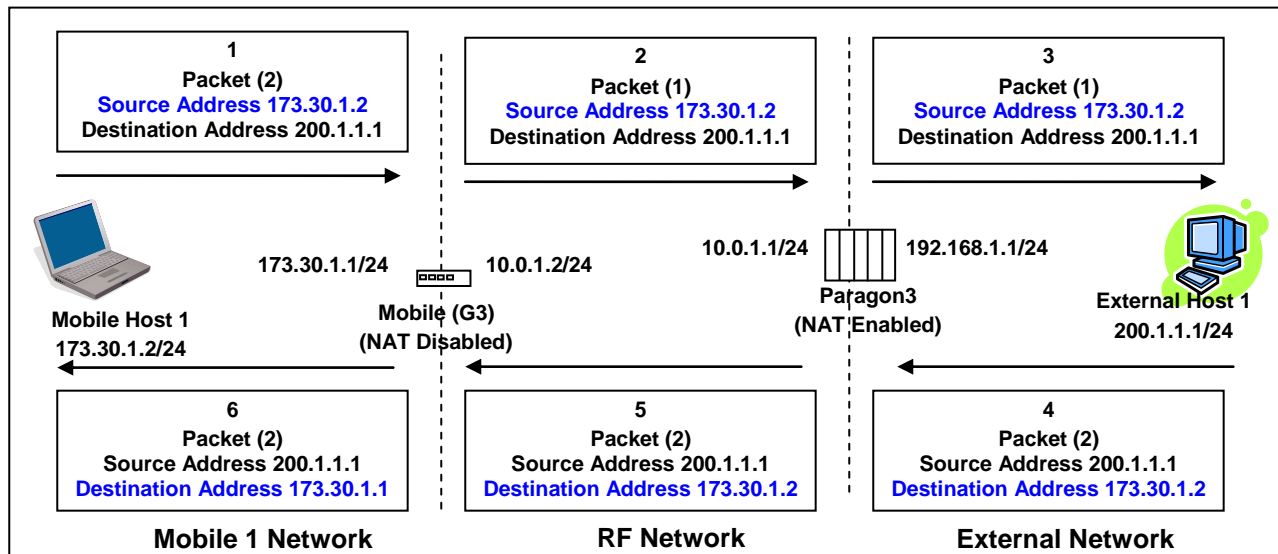 1
Packet (2)
Source Address 173.30.1.2
Destination Address 200.1.1.1
2
Packet (1)
Source Address 173.30.1.2
Destination Address 200.1.1.1
3
Packet (1)
Source Address 173.30.1.2
Destination Address 200.1.1.1
173.30.1.1/24
10.0.1.2/24
10.0.1.1/24
192.168.1.1/24
Mobile Host 1
173.30.1.2/24
Mobile (G3)
(NAT Disabled)
Paragon3
(NAT Enabled)
External Host 1
200.1.1.1/24
6
Packet (2)
Source Address 200.1.1.1
Destination Address 173.30.1.1
5
Packet (2)
Source Address 200.1.1.1
Destination Address 173.30.1.2
4
Packet (2)
Source Address 200.1.1.1
Destination Address 173.30.1.2
Mobile 1 Network
RF Network
External Network